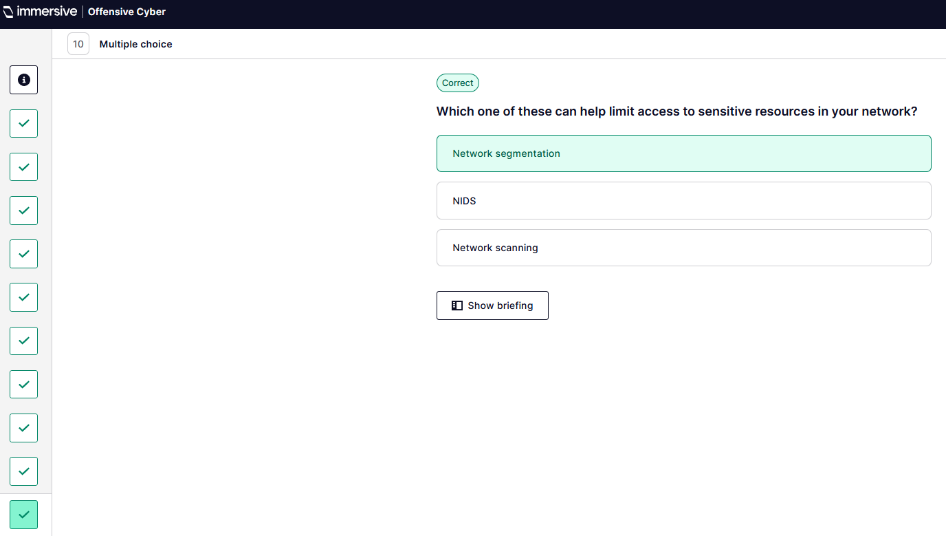 immersive Offensive Cyber
10 Multiple choice
Correct
Which one of these can help limit access to sensitive resources in your network?
Network segmentation
NIDS
Network scanning
Show briefing